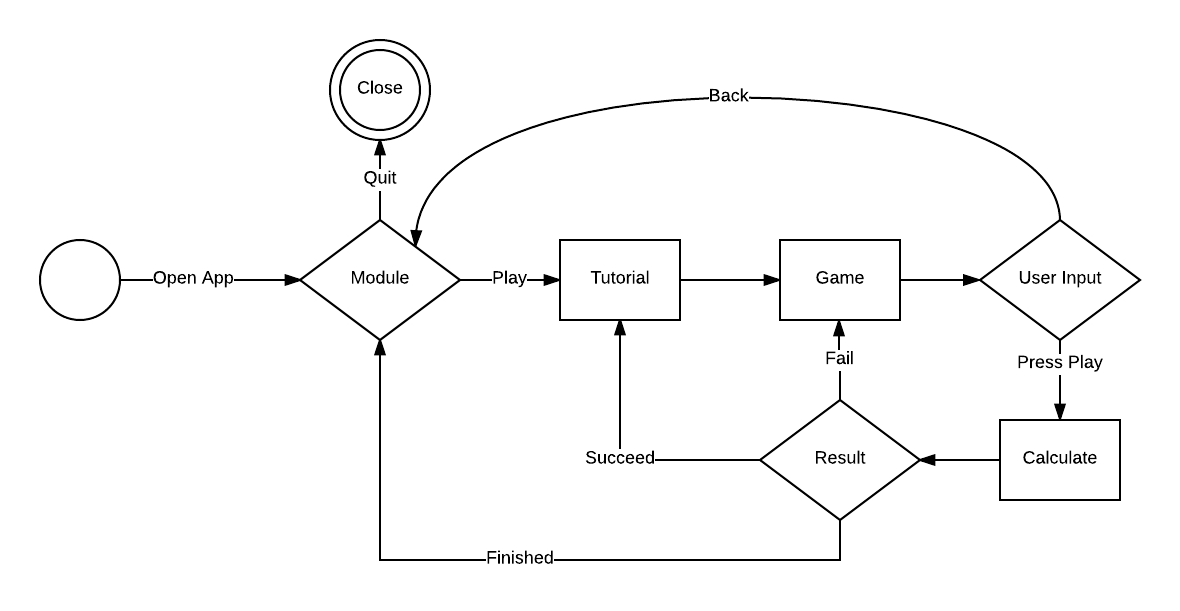 Close
Back
Quit
Open App
Module
Play
Tutorial
Game
User Input
Fail
Press Play
Succeed
Result
Calculate
Finished